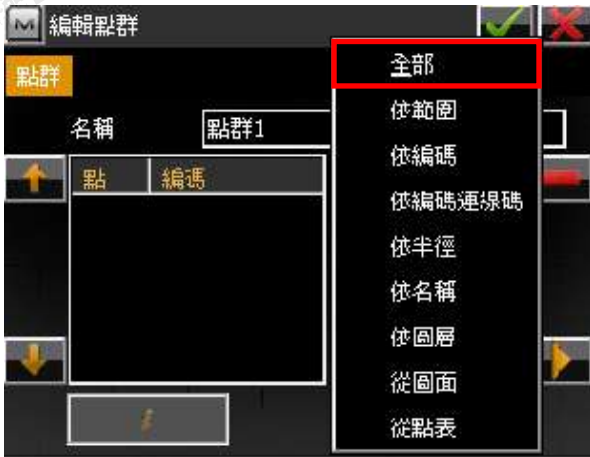 編輯點群
點群
名稱 點群1
點 編碼
全部
依範圍
依編碼
依編碼連線碼
依半徑
依名稱
依圖層
從圖面
從點表